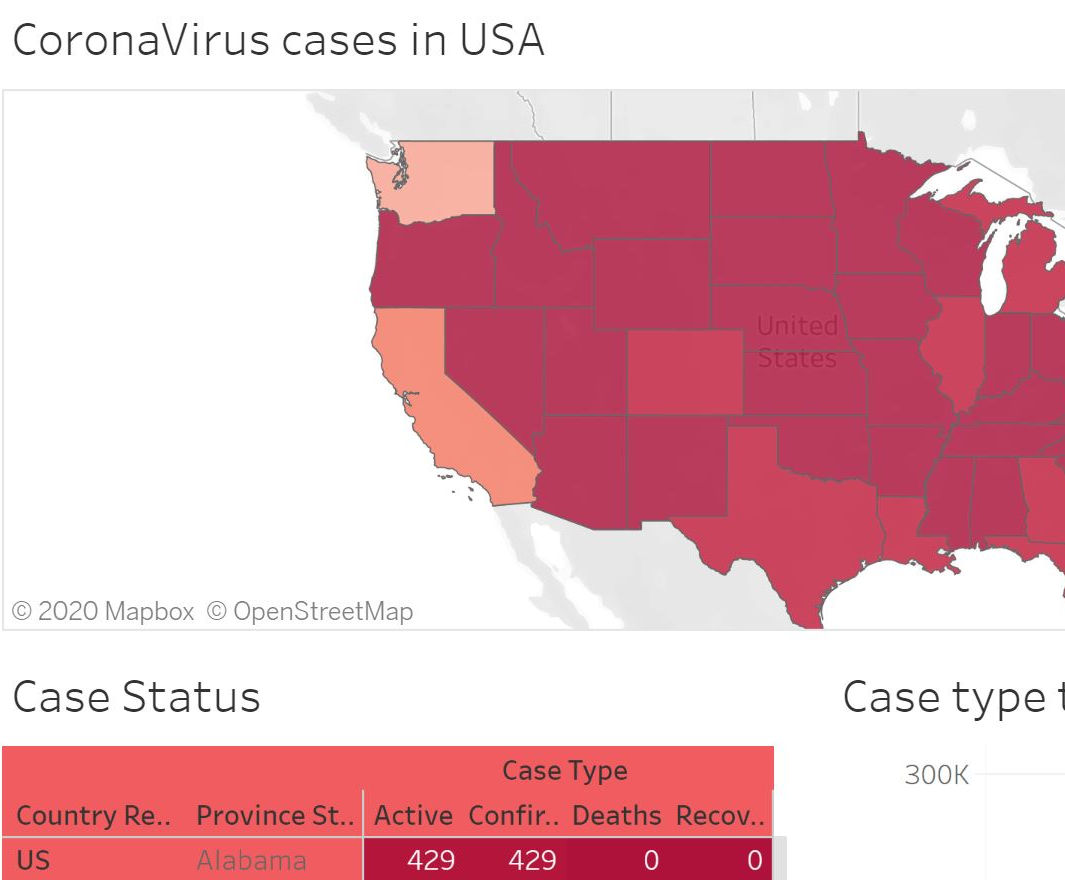 CoronaVirus cases in USA
United
States
© 2020 Mapbox © OpenStreetMap
Case Status
Case type t
Case Type
300K
Country Re.. Province St.. Active Confir.. Deaths Recov..
US Alabama 429 429 0 0